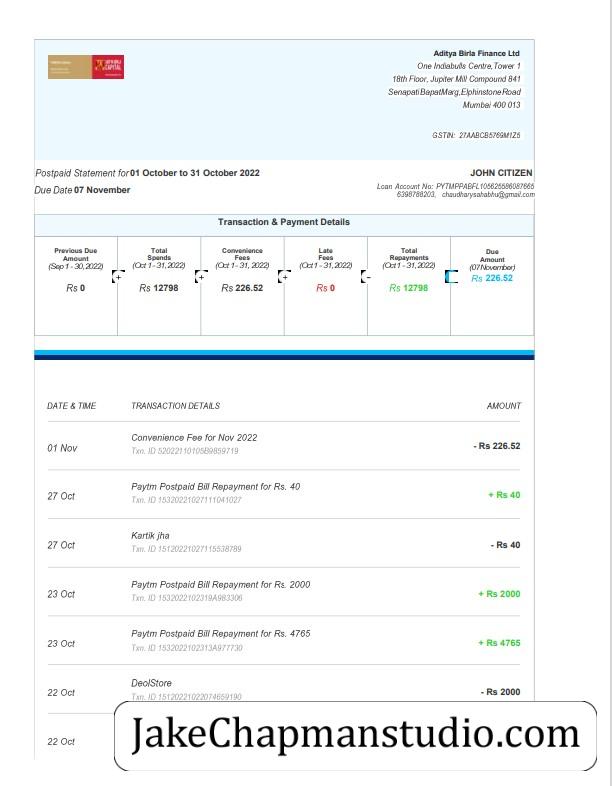 ADITYA BIRLA
CAPITAL
Aditya Birla Finance Ltd
One Indiabulls Centre,Tower 1
18th Floor, Jupiter Mill Compound 841
SenapatiBapatMarg,ElphinstoneRoad
Mumbai 400 013
GSTIN: 27AABCB5769M1Z6
Postpaid Statement for 01 October to 31 October 2022
JOHN CITIZEN
Due Date 07 November
Loan Account No: PYTMPPABFL105625586087665
6398788203, chaudharysahabhu@gmail.com
Transaction & Payment Details
Previous Due Amount (Sep 1 - 30, 2022) Rs 0
+
Total Spends (Oct 1 - 31, 2022) Rs 12798
+
Convenience Fees (Oct 1 - 31, 2022) Rs 226.52
+
Late Fees (Oct 1 - 31, 2022) Rs 0
-
Total Repayments (Oct 1 - 31, 2022) Rs 12798
Due Amount (07November) Rs 226.52
DATE & TIME TRANSACTION DETAILS AMOUNT
Convenience Fee for Nov 2022
01 Nov - Rs 226.52
Txn. ID 52022110105B9859719
Paytm Postpaid Bill Repayment for Rs. 40
27 Oct + Rs 40
Txn. ID 15320221027111041027
Kartik jha
27 Oct - Rs 40
Txn. ID 15120221027115538789
Paytm Postpaid Bill Repayment for Rs. 2000
23 Oct + Rs 2000
Txn. ID 1532022102319A983306
Paytm Postpaid Bill Repayment for Rs. 4765
23 Oct + Rs 4765
Txn. ID 1532022102313A977730
DeolStore
22 Oct - Rs 2000
Txn. ID 15120221022074659190
22 Oct
JakeChapmanstudio.com